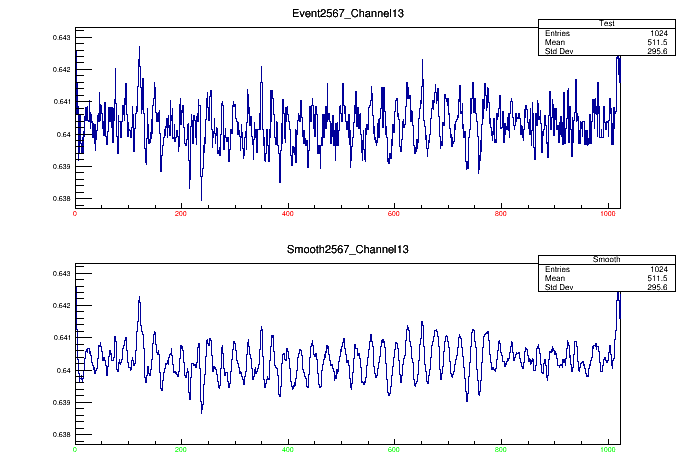 Event2567_Channel13
Test
Entries 1024
Mean 511.5
Std Dev 295.6
0.643
0.642
0.641
0.64
0.639
0.638
0 200 400 600 800 1000
Smooth2567_Channel13
Smooth
Entries 1024
Mean 511.5
Std Dev 295.6
0.643
0.642
0.641
0.64
0.639
0.638
0 200 400 600 800 1000